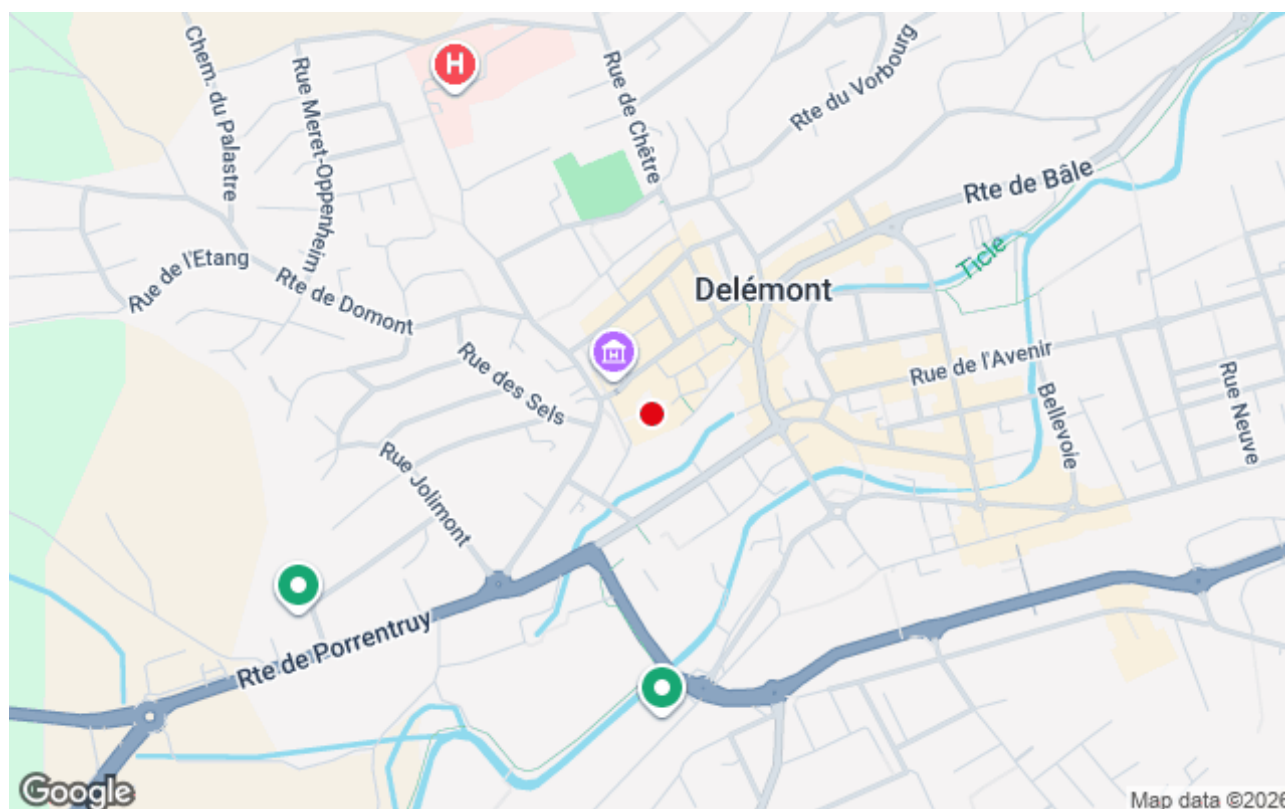 Chem. du Palastre
Rue Meret-Oppenheim
H
Rue de Chêtre
Rte du Vorbourg
Rte de Bâle
Ticle
Rue de l'Etang
Rte de Domont
Delémont
Rue des Sels
Rue de l'Avenir
Bellevoie
Rue Neuve
Rue Jolimont
Rte de Porrentruy
Google
Map data ©2026